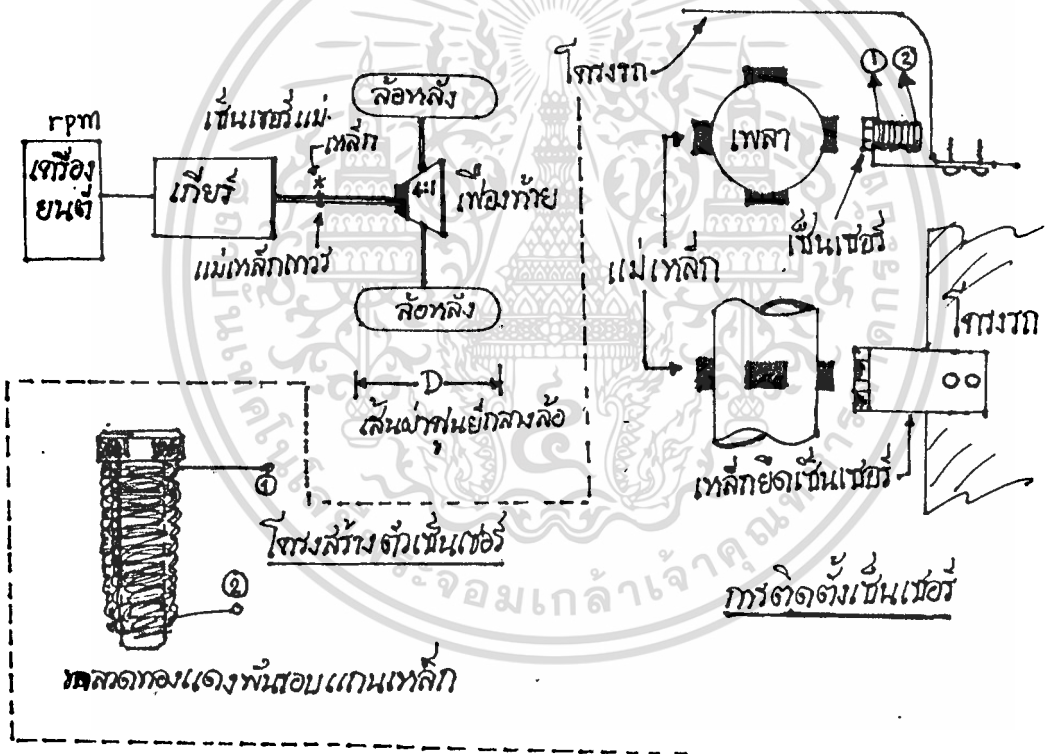 rpm
เครื่อง
ยนต์
เกียร์
เซ็นเซอร์แม่-
เหล็ก
*
แม่เหล็กถาวร
ล้อหลัง
4:1
เฟืองท้าย
ล้อหลัง
D
เส้นผ่าศูนย์กลางล้อ
โครงรถ
เพลา
①
②
เซ็นเซอร์
แม่เหล็ก
โครงรถ
เหล็กยึดเซ็นเซอร์
การติดตั้งเซ็นเซอร์
①
②
โครงสร้างตัวเซ็นเซอร์
ขดลวดทองแดงพันรอบแกนเหล็ก